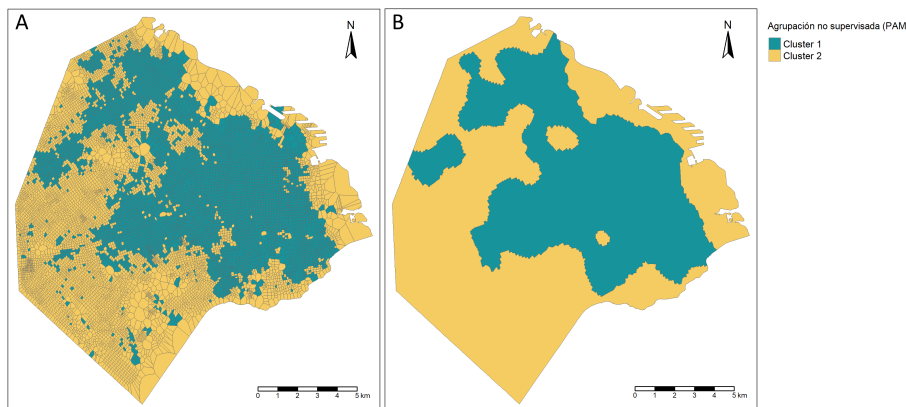 A
N
0 1 2 3 4 5 km
B
N
0 1 2 3 4 5 km
Agrupación no supervisada (PAM
Cluster 1
Cluster 2